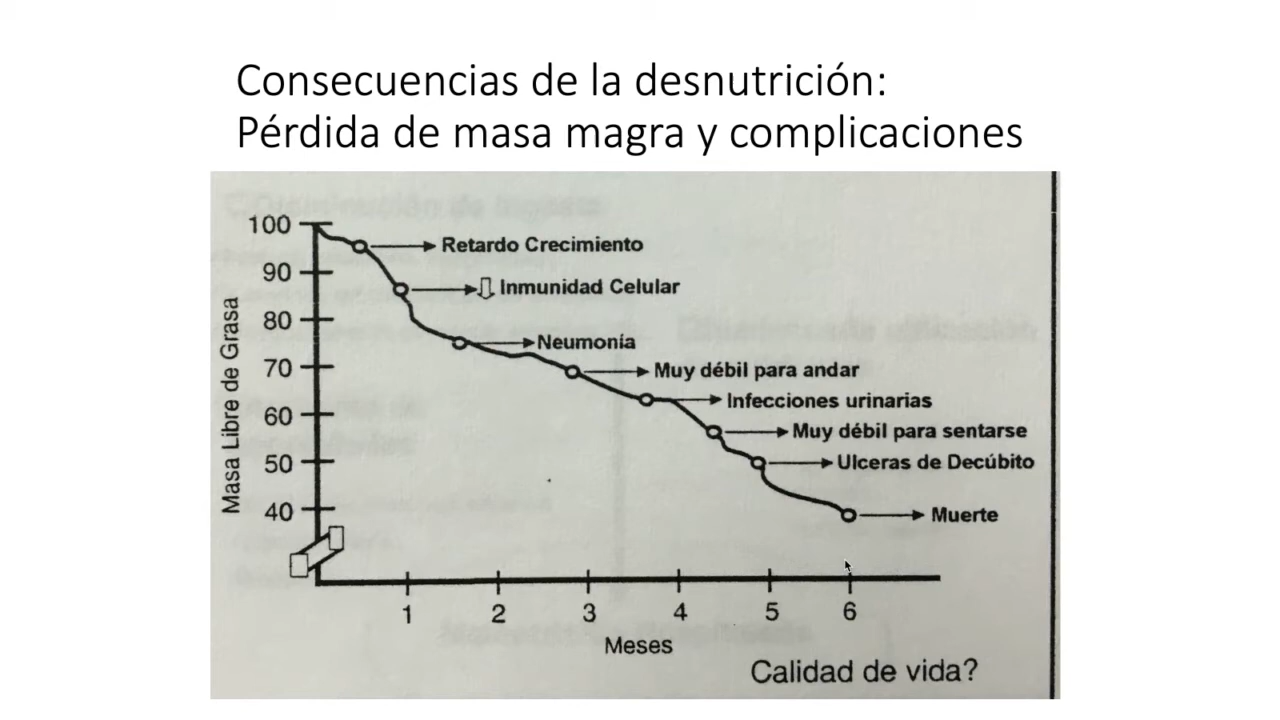 Consecuencias de la desnutrición:
Pérdida de masa magra y complicaciones
100
90
80
70
60
50
40
Masa Libre de Grasa
Retardo Crecimiento
Inmunidad Celular
Neumonía
Muy débil para andar
Infecciones urinarias
Muy débil para sentarse
Ulceras de Decúbito
Muerte
1 2 3 4 5 6
Meses
Calidad de vida?